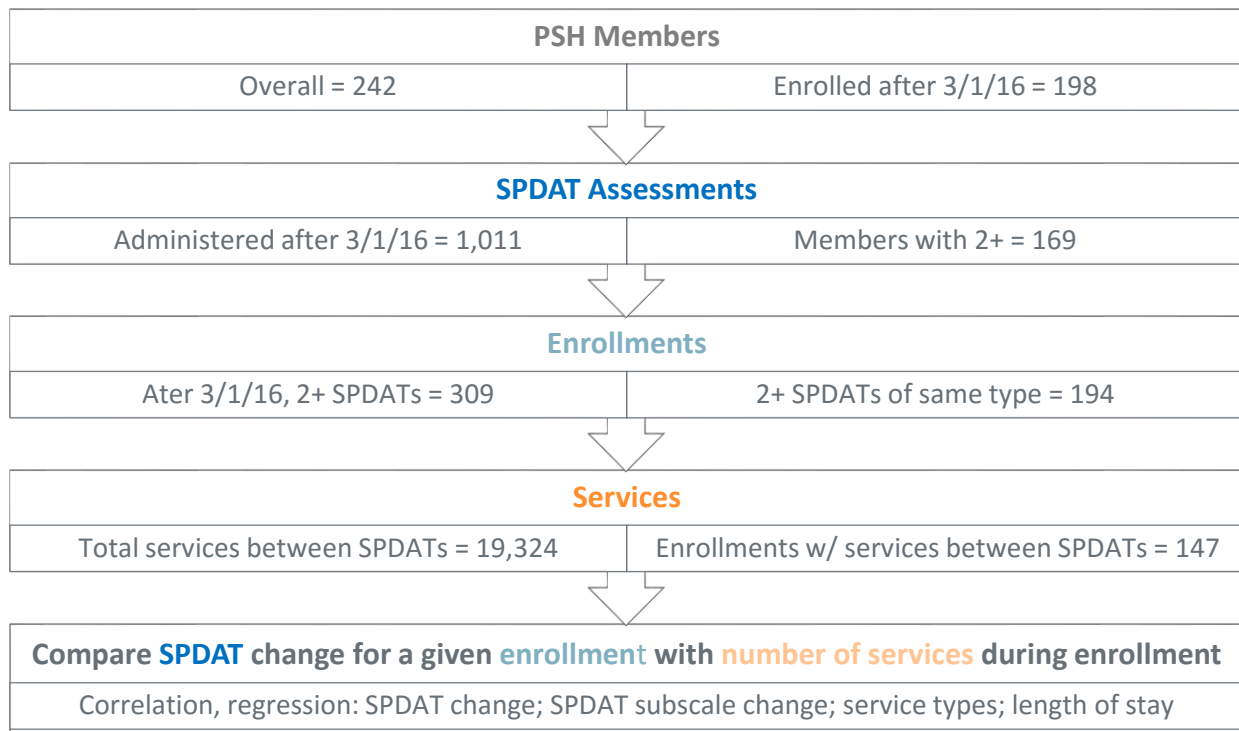 PSH Members
Overall = 242
Enrolled after 3/1/16 = 198
SPDAT Assessments
Administered after 3/1/16 = 1,011
Members with 2+ = 169
Enrollments
Ater 3/1/16, 2+ SPDATs = 309
2+ SPDATs of same type = 194
Services
Total services between SPDATs = 19,324
Enrollments w/ services between SPDATs = 147
Compare SPDAT change for a given enrollment with number of services during enrollment
Correlation, regression: SPDAT change; SPDAT subscale change; service types; length of stay